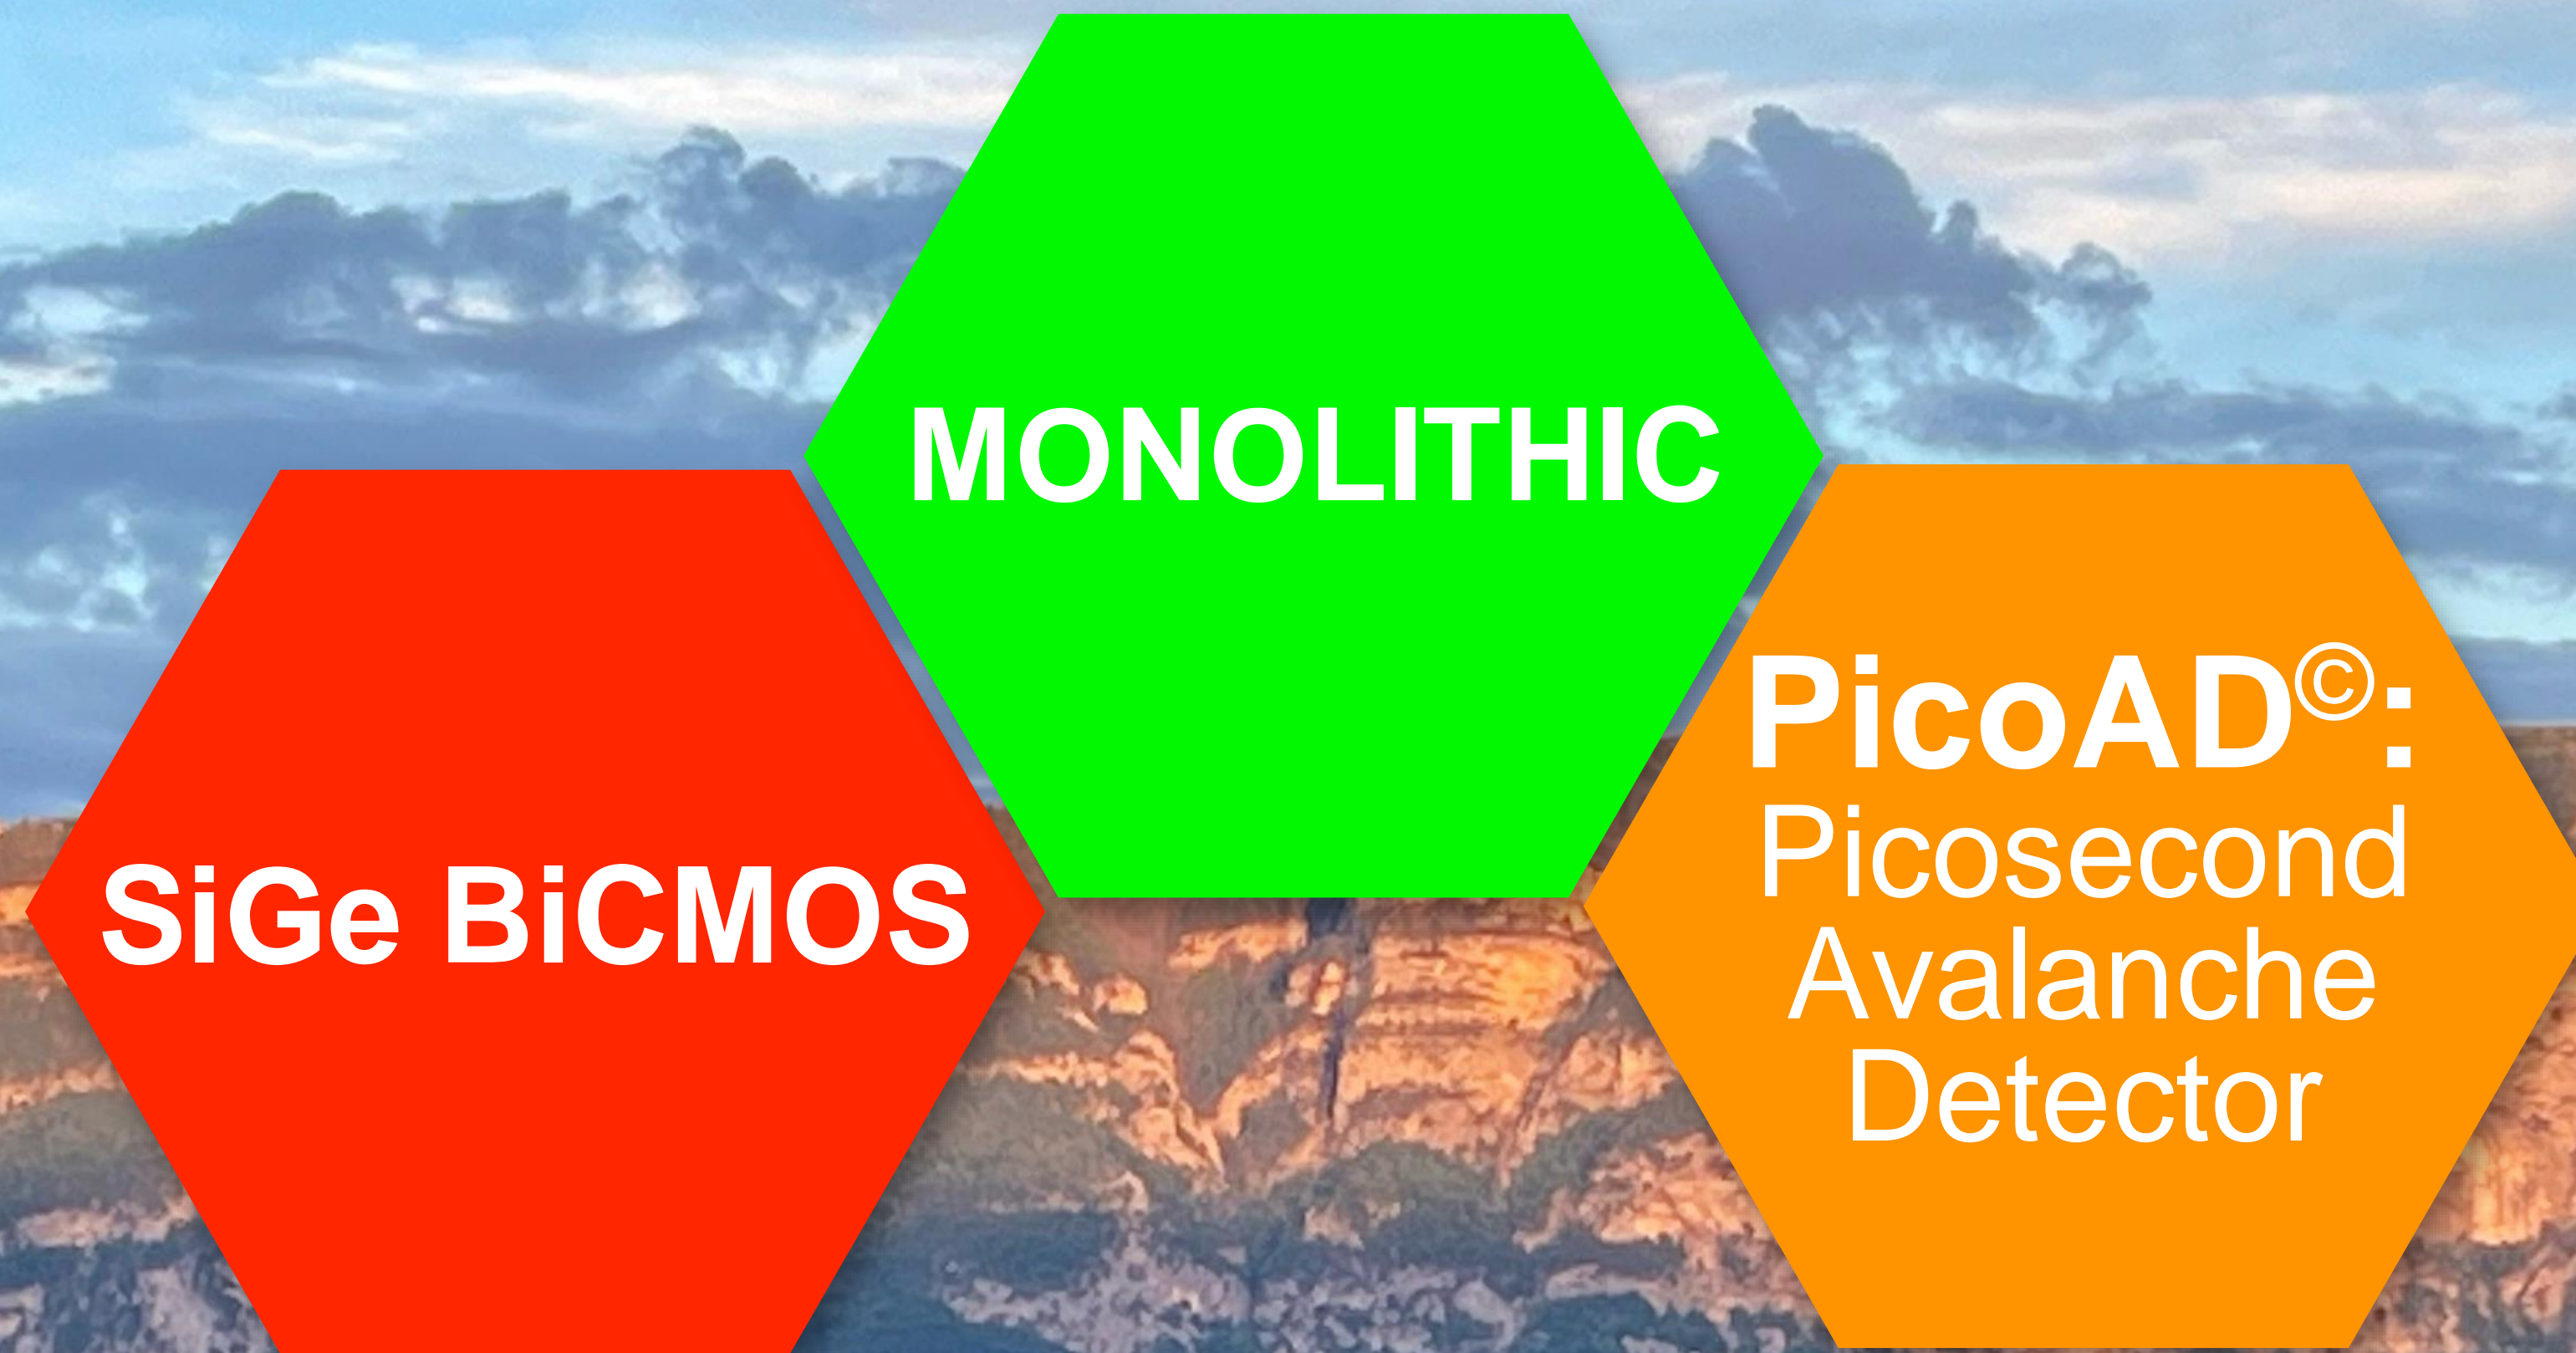 MONOLITHIC
SiGe BiCMOS
PicoAD©:
Picosecond
Avalanche
Detector